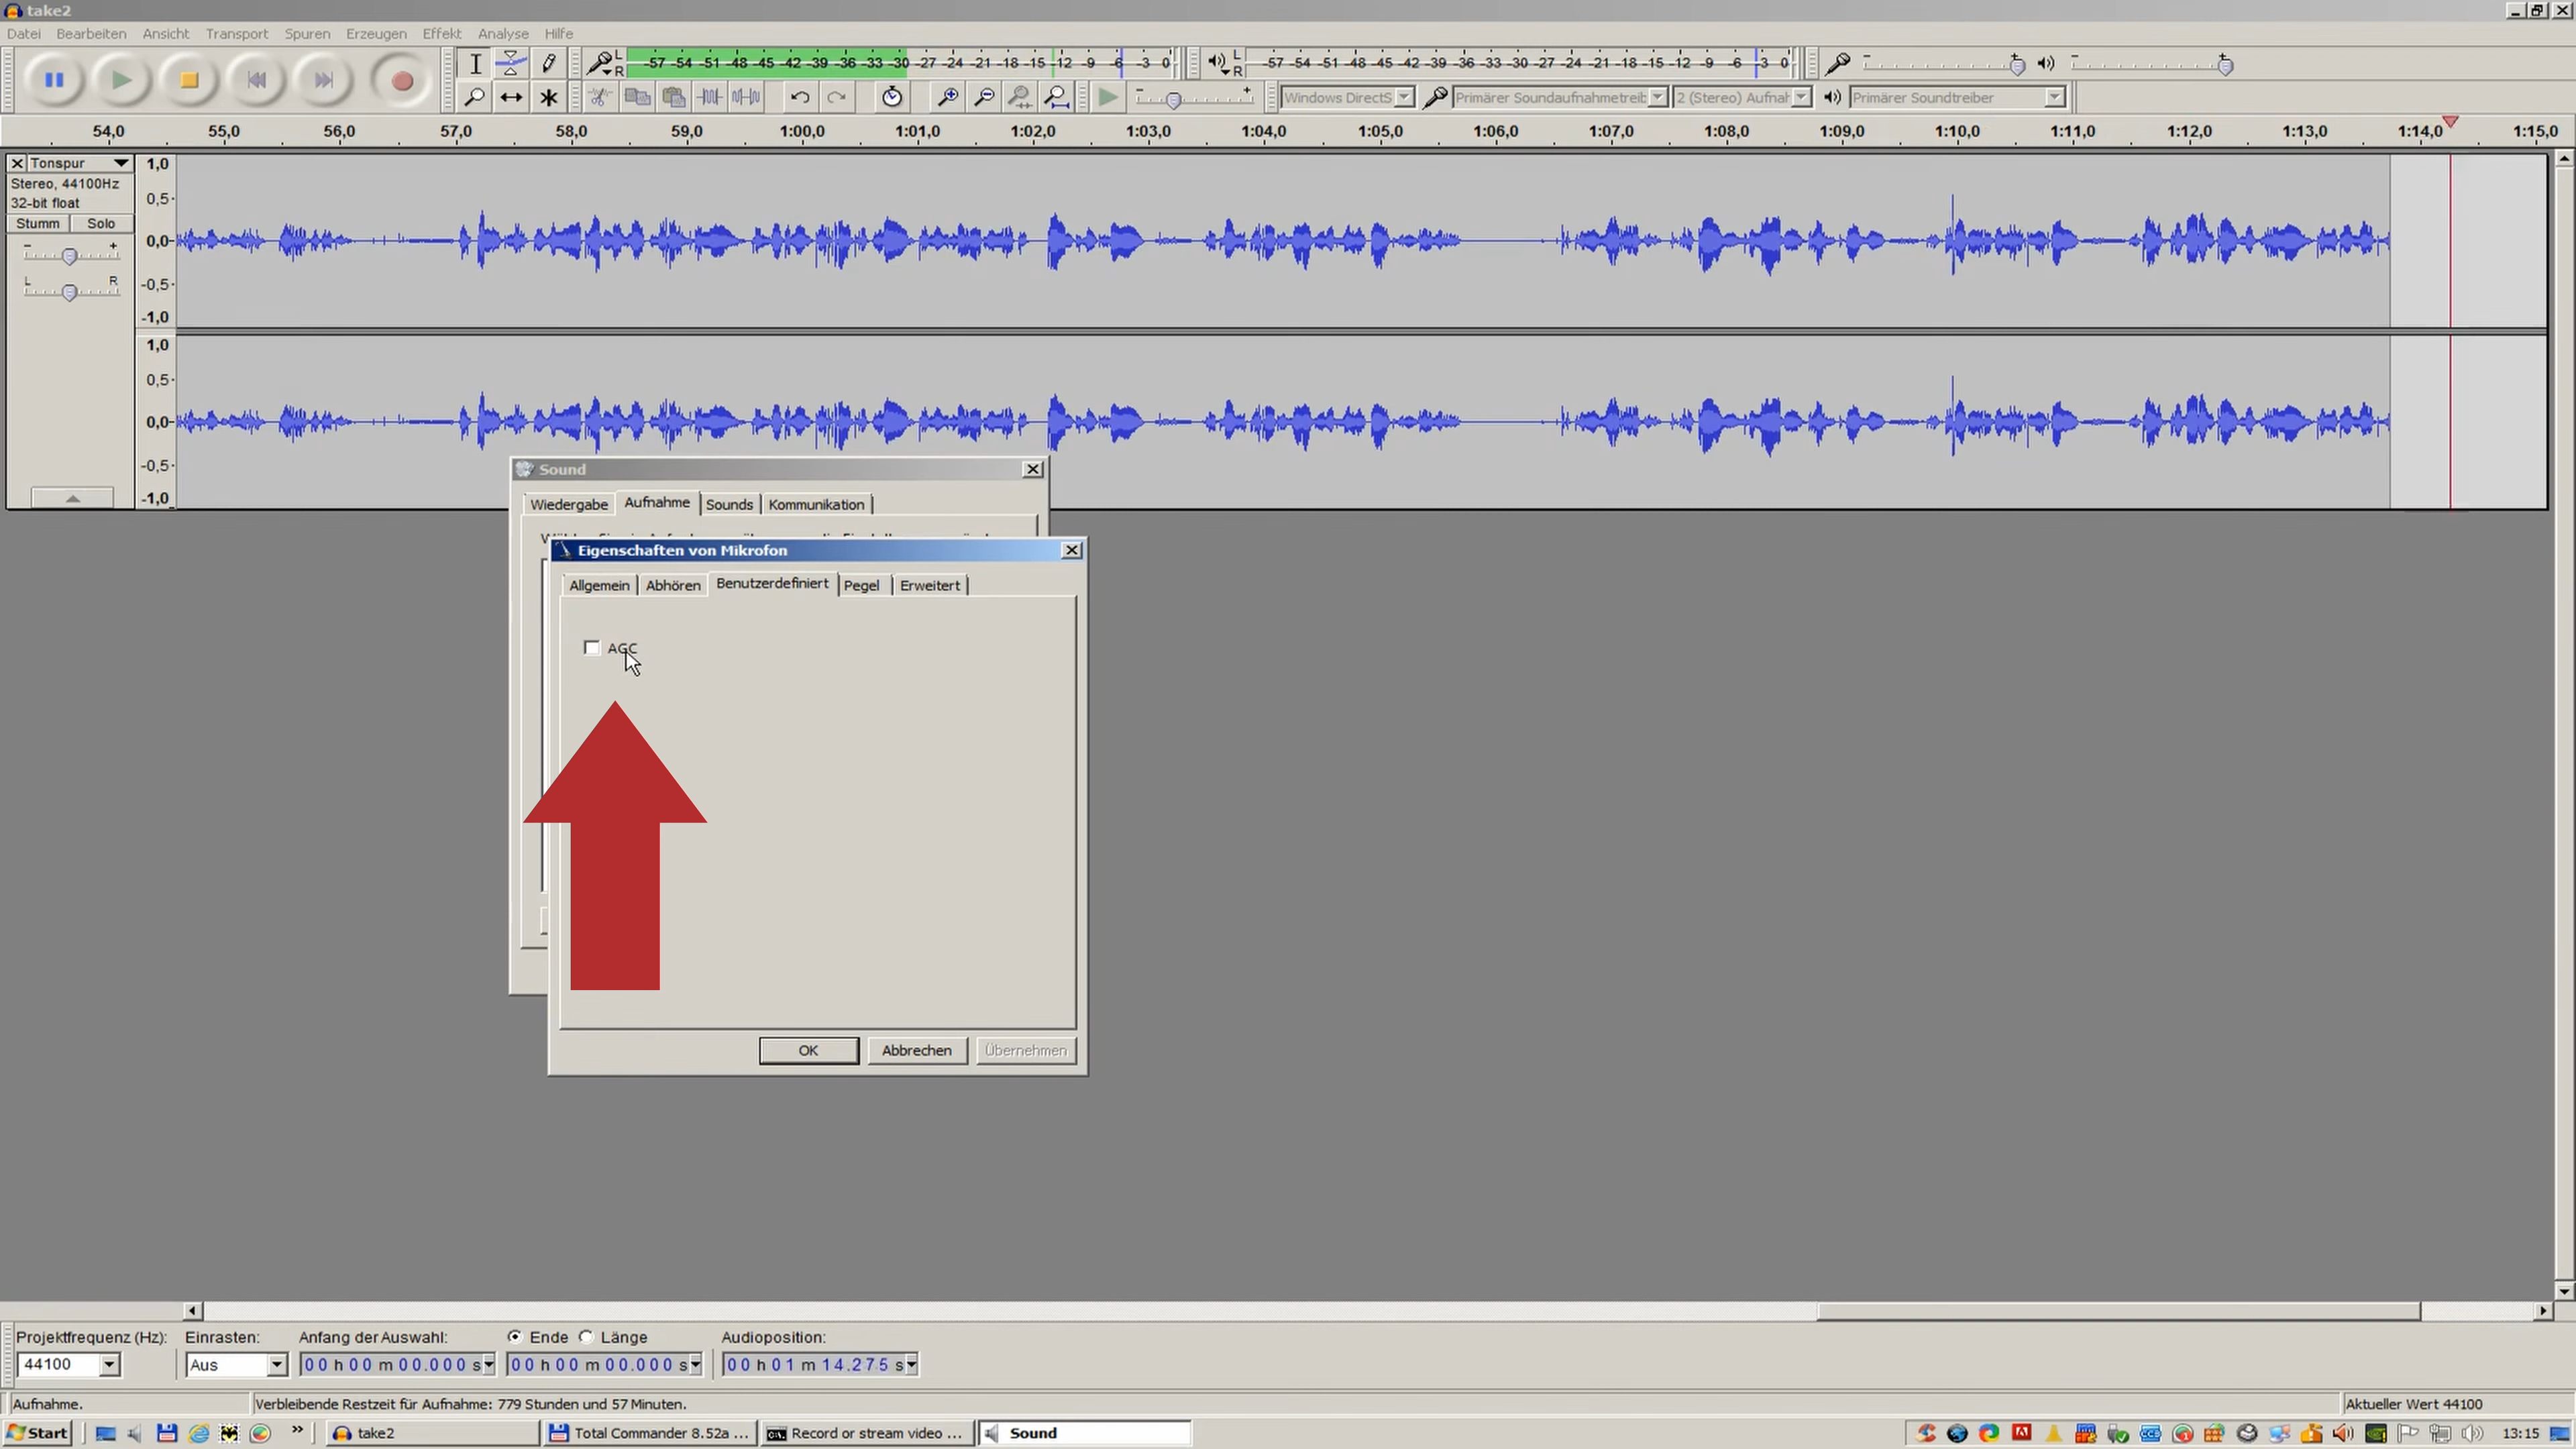 take2
Datei Bearbeiten Ansicht Transport Spuren Erzeugen Effekt Analyse Hilfe
L -57 -54 -51 -48 -45 -42 -39 -36 -33 -30 -27 -24 -21 -18 -15 -12 -9 -6 -3 0 L -57 -54 -51 -48 -45 -42 -39 -36 -33 -30 -27 -24 -21 -18 -15 -12 -9 -6 -3 0
R R
Windows DirectS Primärer Soundaufnahmetreib 2 (Stereo) Aufnah Primärer Soundtreiber
54,0 55,0 56,0 57,0 58,0 59,0 1:00,0 1:01,0 1:02,0 1:03,0 1:04,0 1:05,0 1:06,0 1:07,0 1:08,0 1:09,0 1:10,0 1:11,0 1:12,0 1:13,0 1:14,0 1:15,0
Tonspur 1,0
Stereo, 44100Hz
32-bit float 0,5
Stumm Solo
- + 0,0
L R -0,5
-1,0
1,0
0,5
0,0
-0,5
-1,0
Sound
Wiedergabe Aufnahme Sounds Kommunikation
Eigenschaften von Mikrofon
Allgemein Abhören Benutzerdefiniert Pegel Erweitert
AGC
OK Abbrechen Übernehmen
Projektfrequenz (Hz): Einrasten: Anfang der Auswahl: Ende Länge Audioposition:
44100 Aus 00 h 00 m 00.000 s 00 h 00 m 00.000 s 00 h 01 m 14.275 s
Aufnahme. Verbleibende Restzeit für Aufnahme: 779 Stunden und 57 Minuten. Aktueller Wert 44100
Start » take2 Total Commander 8.52a ... Record or stream video ... Sound 13:15